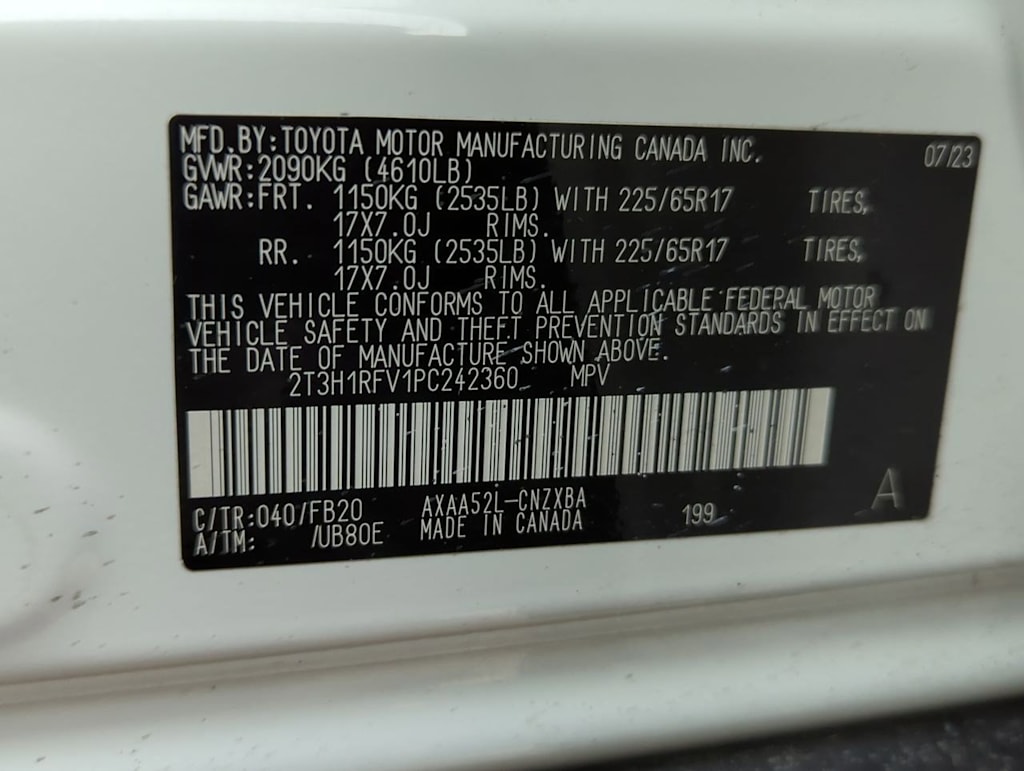 MFD.BY:TOYOTA MOTOR MANUFACTURING CANADA INC. 07/23
GVWR:2090KG (4610LB)
GAWR:FRT. 1150KG (2535LB) WITH 225/65R17 TIRES,
17X7.0J RIMS.
RR. 1150KG (2535LB) WITH 225/65R17 TIRES,
17X7.0J RIMS.
THIS VEHICLE CONFORMS TO ALL APPLICABLE FEDERAL MOTOR
VEHICLE SAFETY AND THEFT PREVENTION STANDARDS IN EFFECT ON
THE DATE OF MANUFACTURE SHOWN ABOVE.
2T3H1RFV1PC242360 MPV
C/TR:040/FB20 AXAA52L-CNZXBA 199 A
A/TM: /UB80E MADE IN CANADA